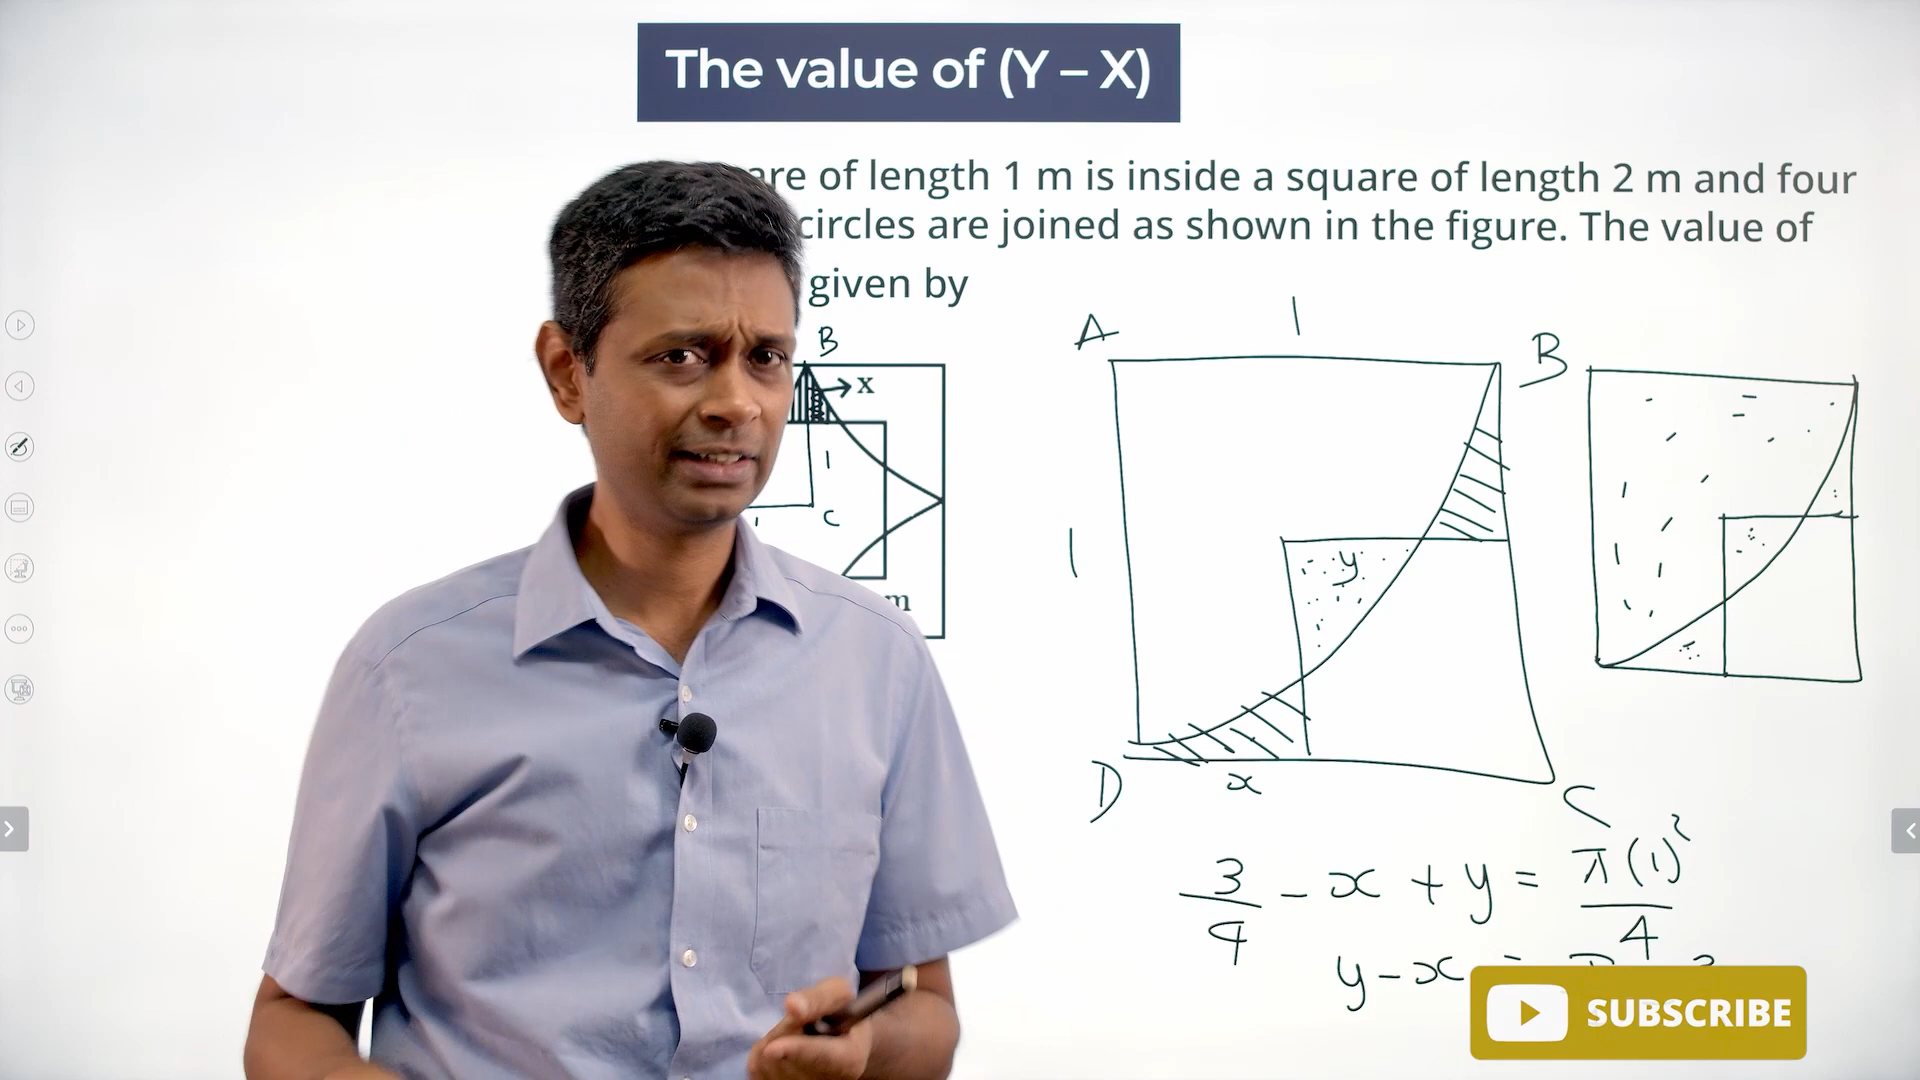 The value of (Y – X)
are of length 1 m is inside a square of length 2 m and four
circles are joined as shown in the figure. The value of
given by
B
x
1
C
m
A
1
B
1
y
D
x
C
3/4 - x + y = π(1)²/4
y - x =
SUBSCRIBE